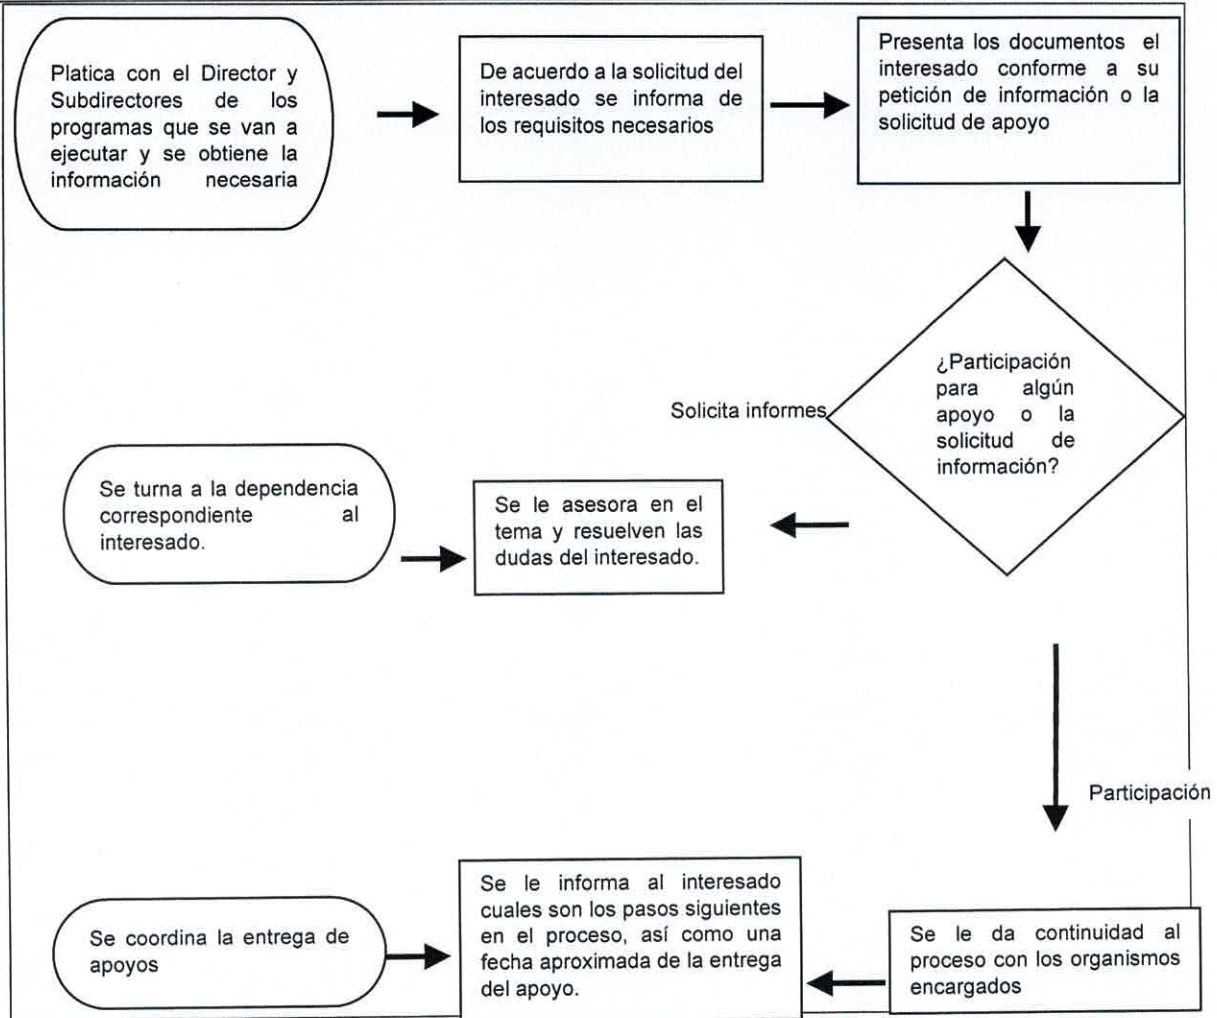 Platica con el Director y
Subdirectores de los
programas que se van a
ejecutar y se obtiene la
información necesaria
De acuerdo a la solicitud del
interesado se informa de
los requisitos necesarios
Presenta los documentos el
interesado conforme a su
petición de información o la
solicitud de apoyo
¿Participación
para algún
apoyo o la
solicitud de
información?
Solicita informes
Se turna a la dependencia
correspondiente al
interesado.
Se le asesora en el
tema y resuelven las
dudas del interesado.
Participación
Se coordina la entrega de
apoyos
Se le informa al interesado
cuales son los pasos siguientes
en el proceso, así como una
fecha aproximada de la entrega
del apoyo.
Se le da continuidad al
proceso con los organismos
encargados